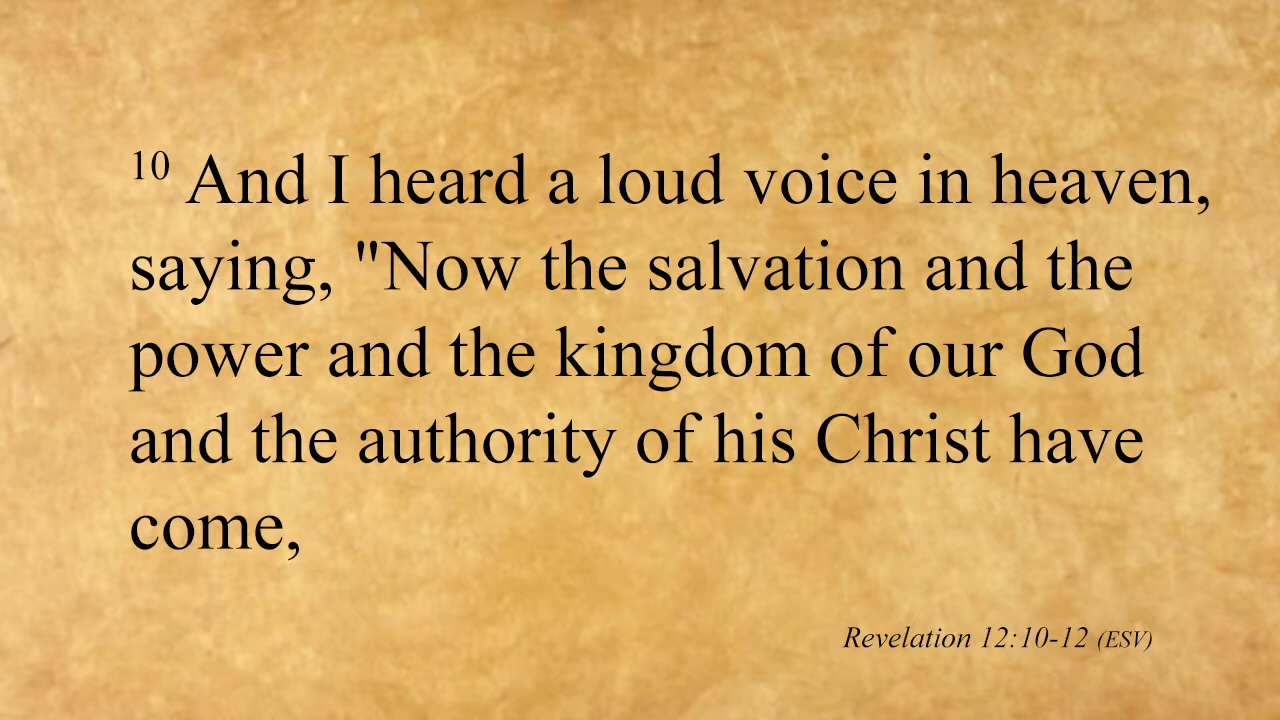 10 And I heard a loud voice in heaven,
saying, "Now the salvation and the
power and the kingdom of our God
and the authority of his Christ have
come,
Revelation 12:10-12 (ESV)